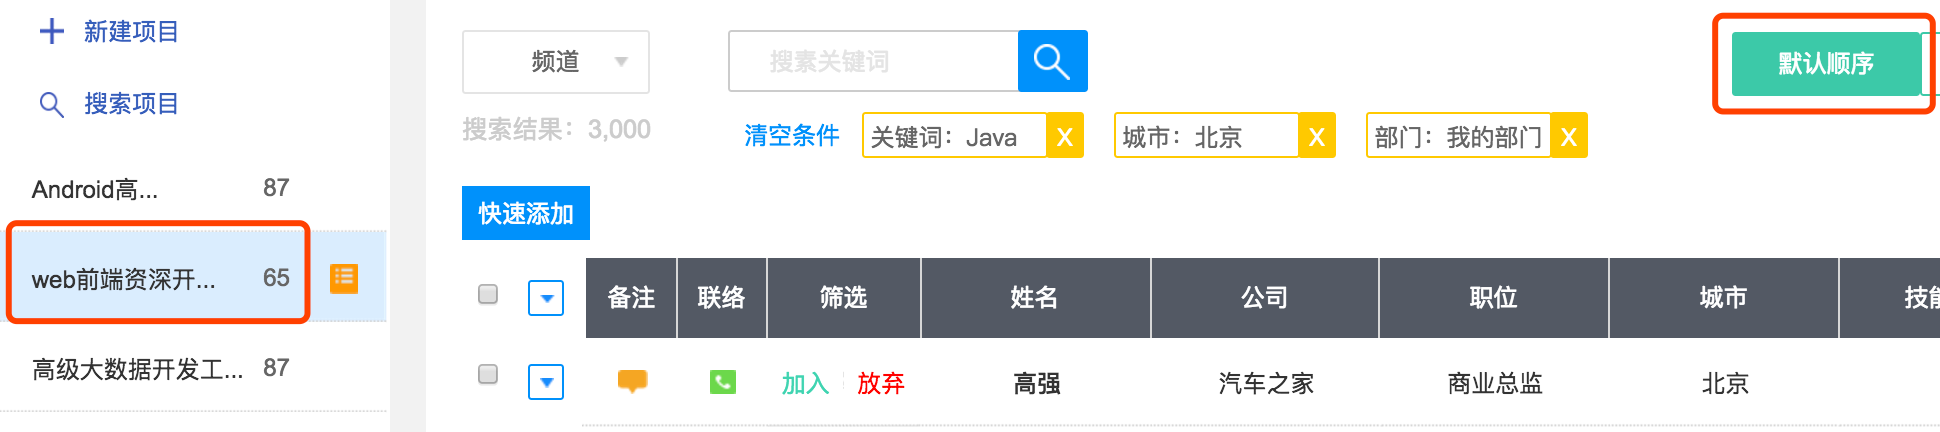 新建项目
搜索项目
Android高... 87
web前端资深开... 65
高级大数据开发工... 87
频道
搜素关键词
默认顺序
搜索结果：3,000
清空条件
关键词：Java X
城市：北京 X
部门：我的部门 X
快速添加
备注 联络 筛选 姓名 公司 职位 城市 技能
加入 放弃 高强 汽车之家 商业总监 北京